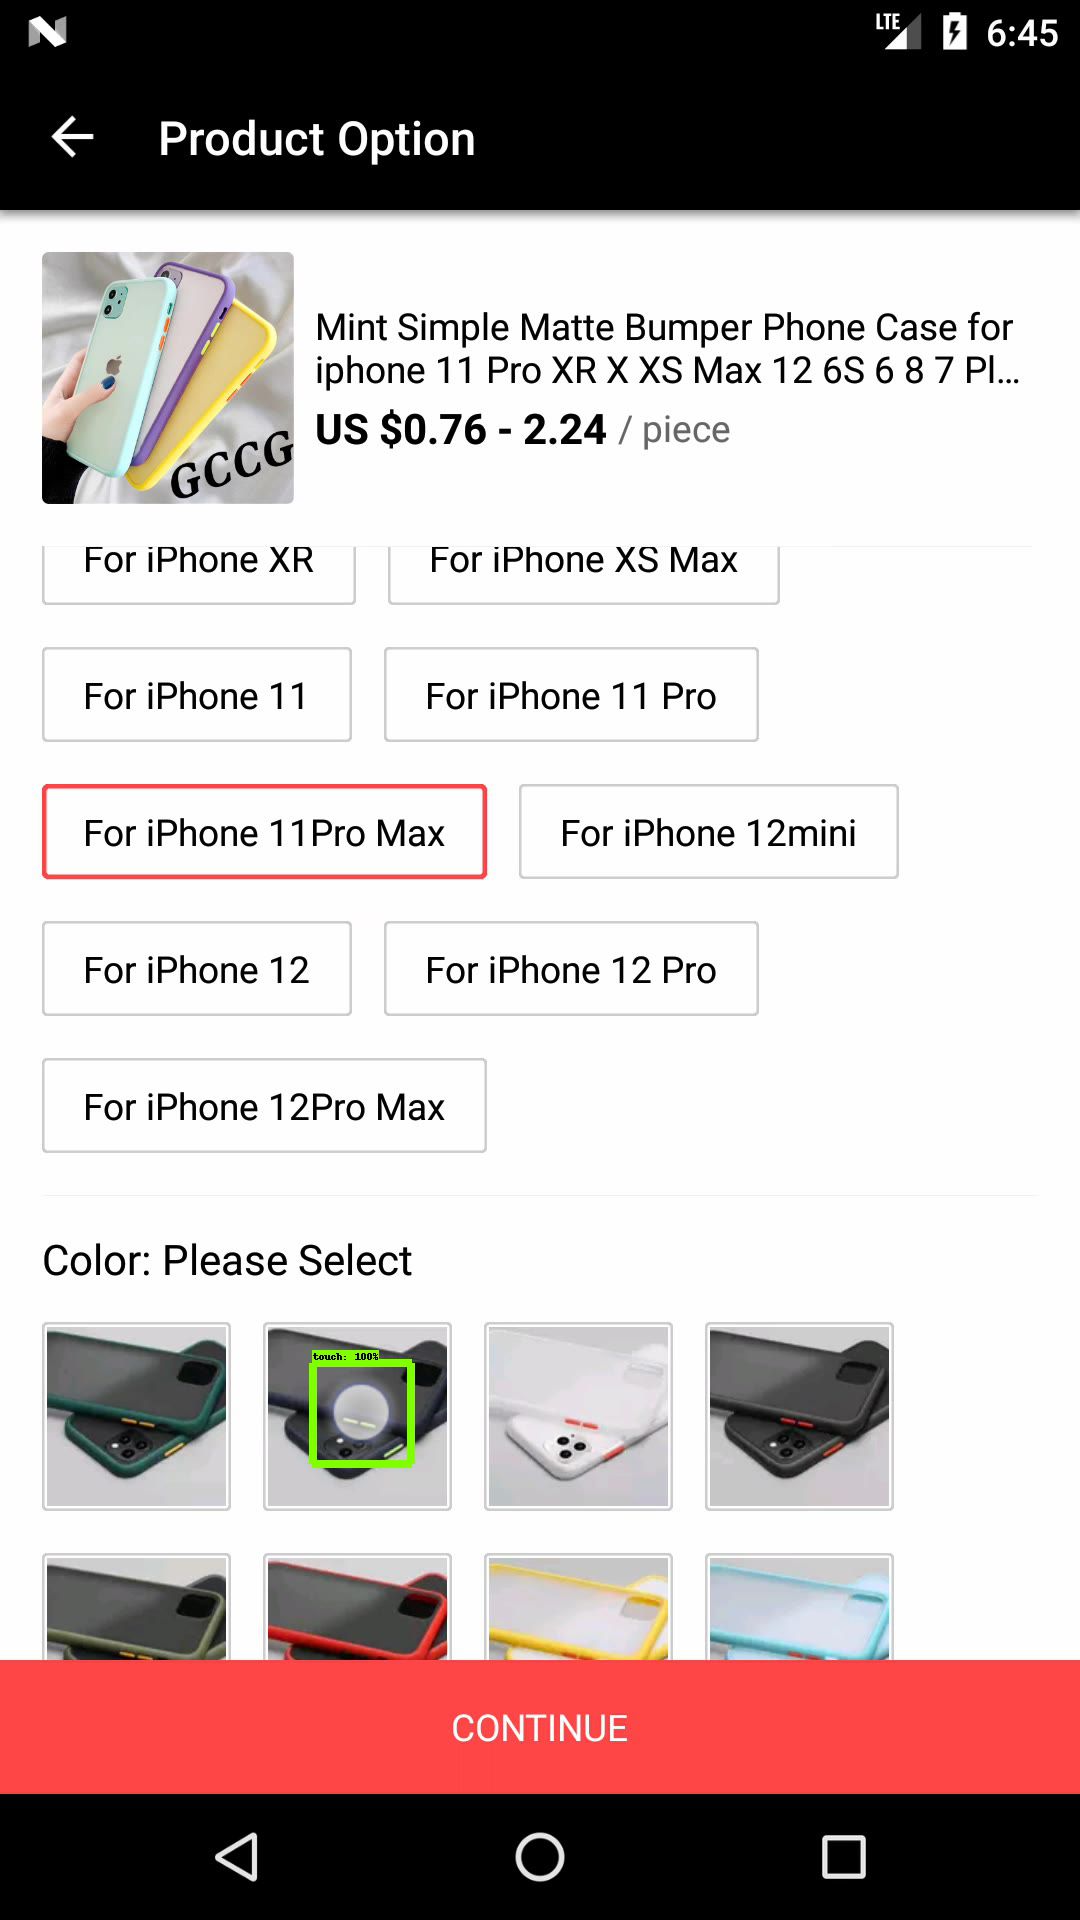 LTE 6:45
Product Option
GCCG
Mint Simple Matte Bumper Phone Case for
iphone 11 Pro XR X XS Max 12 6S 6 8 7 Pl...
US $0.76 - 2.24 / piece
For iPhone XR For iPhone XS Max
For iPhone 11 For iPhone 11 Pro
For iPhone 11Pro Max For iPhone 12mini
For iPhone 12 For iPhone 12 Pro
For iPhone 12Pro Max
Color: Please Select
touch: 100%
CONTINUE